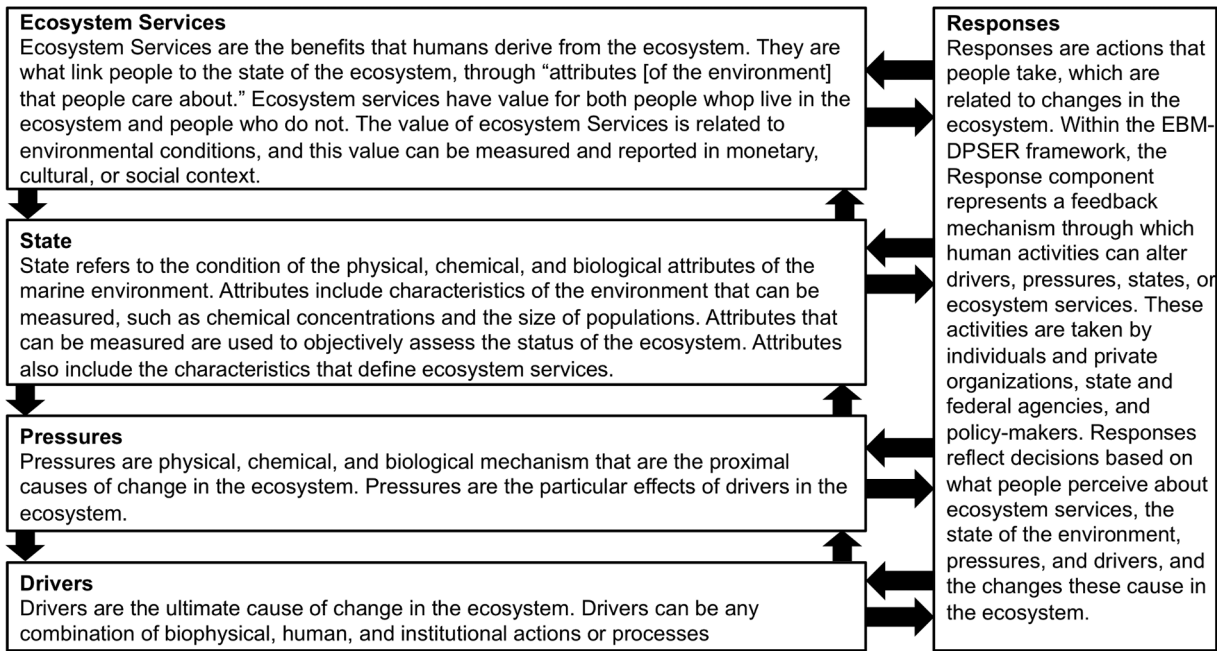 Ecosystem Services
Ecosystem Services are the benefits that humans derive from the ecosystem. They are
what link people to the state of the ecosystem, through “attributes [of the environment]
that people care about.” Ecosystem services have value for both people whop live in the
ecosystem and people who do not. The value of ecosystem Services is related to
environmental conditions, and this value can be measured and reported in monetary,
cultural, or social context.
State
State refers to the condition of the physical, chemical, and biological attributes of the
marine environment. Attributes include characteristics of the environment that can be
measured, such as chemical concentrations and the size of populations. Attributes that
can be measured are used to objectively assess the status of the ecosystem. Attributes
also include the characteristics that define ecosystem services.
Pressures
Pressures are physical, chemical, and biological mechanism that are the proximal
causes of change in the ecosystem. Pressures are the particular effects of drivers in the
ecosystem.
Drivers
Drivers are the ultimate cause of change in the ecosystem. Drivers can be any
combination of biophysical, human, and institutional actions or processes
Responses
Responses are actions that
people take, which are
related to changes in the
ecosystem. Within the EBM-
DPSER framework, the
Response component
represents a feedback
mechanism through which
human activities can alter
drivers, pressures, states, or
ecosystem services. These
activities are taken by
individuals and private
organizations, state and
federal agencies, and
policy-makers. Responses
reflect decisions based on
what people perceive about
ecosystem services, the
state of the environment,
pressures, and drivers, and
the changes these cause in
the ecosystem.